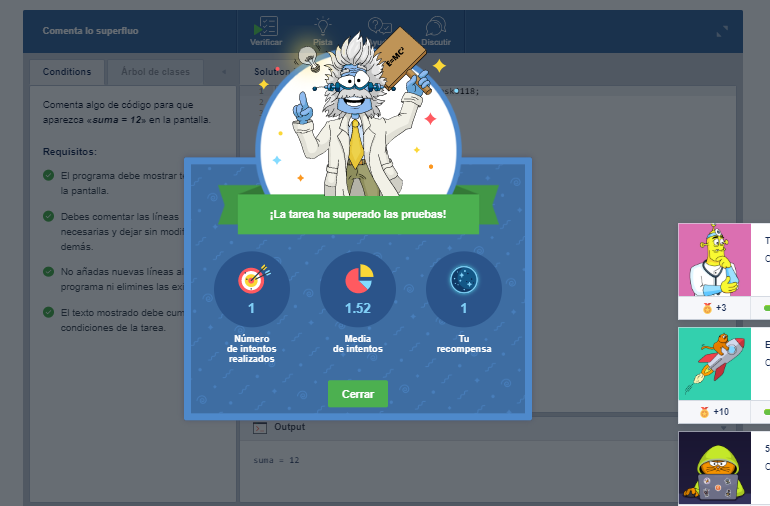 Comenta lo superfluo
Verificar
Pista
Discutir
Conditions
Árbol de clases
«
Solution
E=MC²
Comenta algo de código para que
aparezca «suma = 12» en la pantalla.
Requisitos:
El programa debe mostrar
la pantalla.
Debes comentar las líneas
necesarias y dejar sin
demás.
No añadas nuevas líneas al
programa ni elimines las
El texto mostrado debe
condiciones de la tarea.
1
2
118;
¡La tarea ha superado las pruebas!
1
1.52
1
Número
de intentos
realizados
Media
de intentos
Tu
recompensa
Cerrar
Output
suma = 12
T
C
+3
E
C
+10
5
C